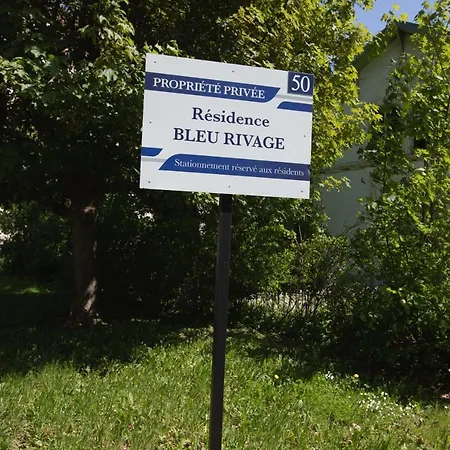 PROPRIÉTÉ PRIVÉE 50
Résidence
BLEU RIVAGE
Stationnement réservé aux résidents